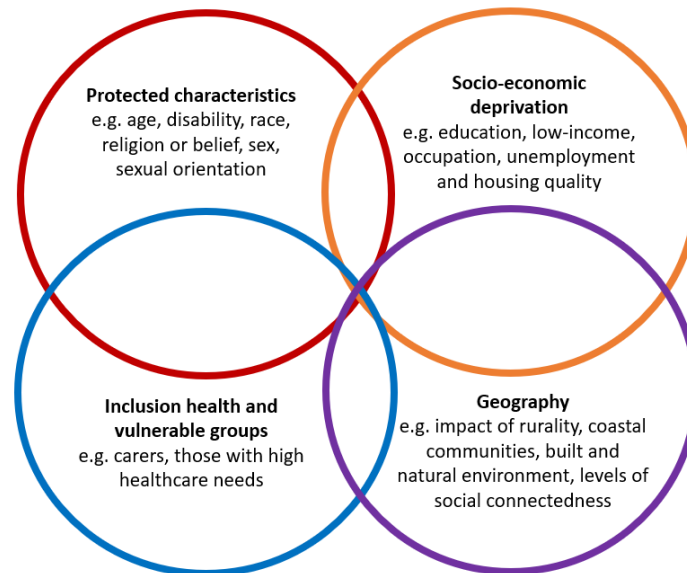 Protected characteristics
e.g. age, disability, race,
religion or belief, sex,
sexual orientation
Socio-economic
deprivation
e.g. education, low-income,
occupation, unemployment
and housing quality
Inclusion health and
vulnerable groups
e.g. carers, those with high
healthcare needs
Geography
e.g. impact of rurality, coastal
communities, built and
natural environment, levels of
social connectedness